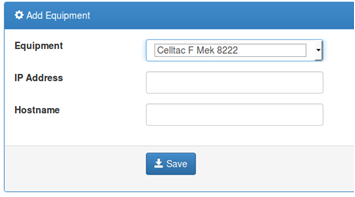 Add Equipment
Equipment
Celltac F Mek 8222
IP Address
Hostname
Save